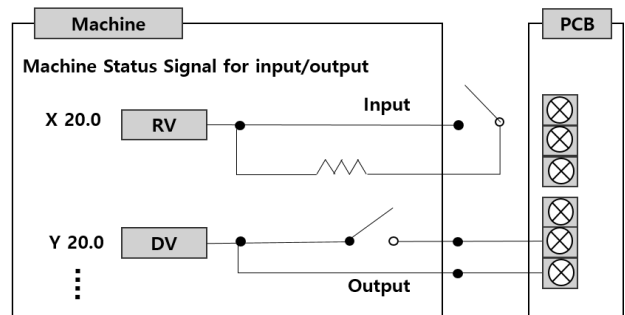 Machine
PCB
Machine Status Signal for input/output
Input
X 20.0
RV
Y 20.0
DV
Output